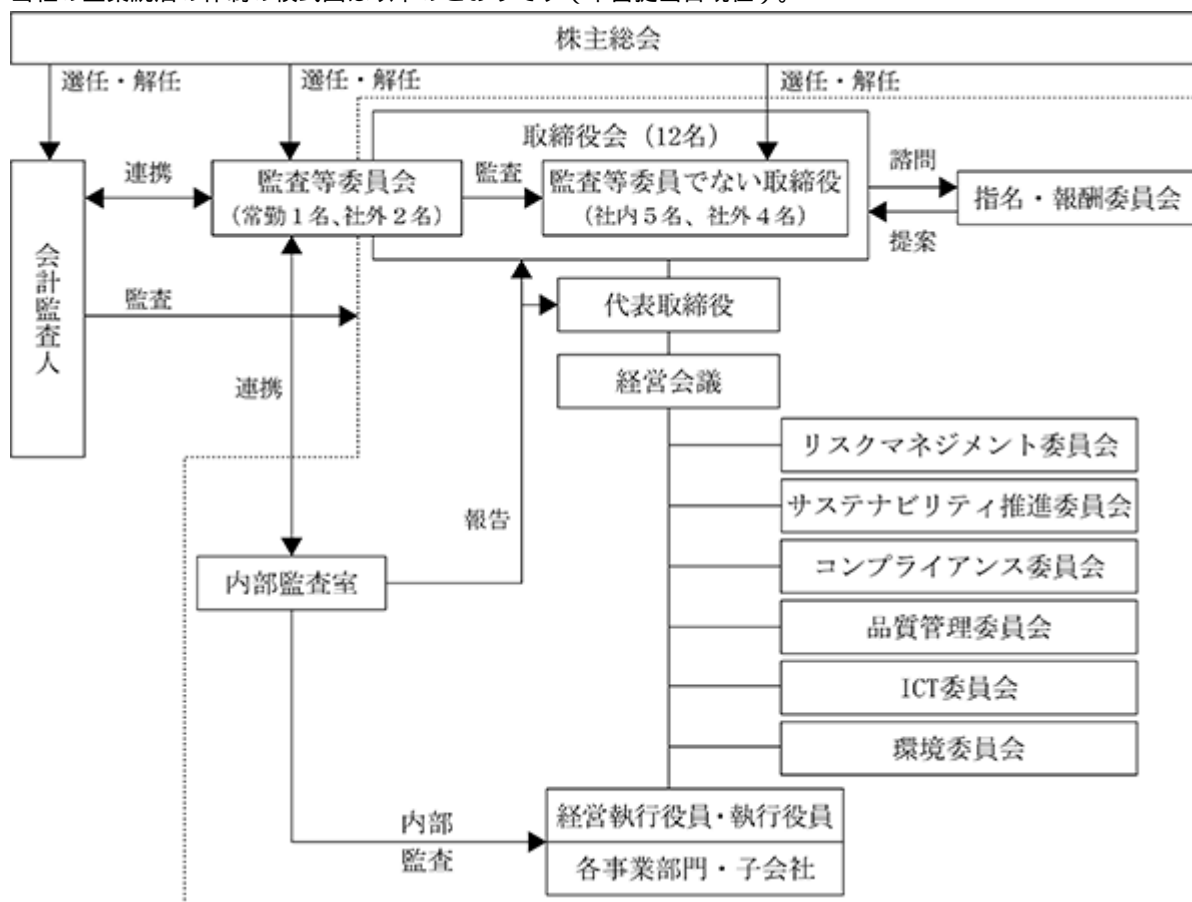 株主総会
選任・解任
選任・解任
選任・解任
取締役会（12名）
連携
監査等委員会
（常勤１名、社外２名）
監査
監査等委員でない取締役
（社内５名、社外４名）
諮問
指名・報酬委員会
提案
会計監査人
監査
代表取締役
経営会議
連携
リスクマネジメント委員会
サステナビリティ推進委員会
報告
コンプライアンス委員会
内部監査室
品質管理委員会
ICT委員会
環境委員会
内部
監査
経営執行役員・執行役員
各事業部門・子会社